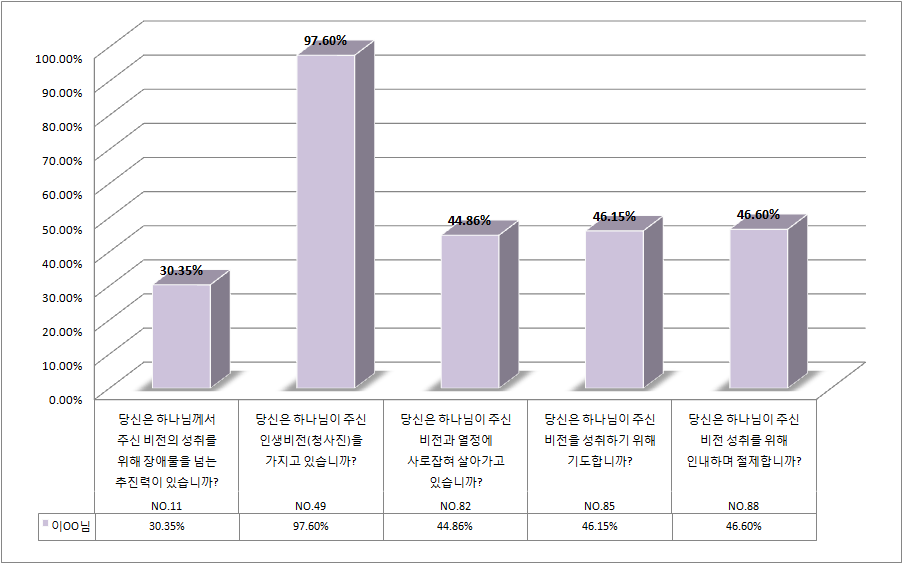 100.00%
90.00%
80.00%
70.00%
60.00%
50.00%
40.00%
30.00%
20.00%
10.00%
0.00%
30.35%
97.60%
44.86%
46.15%
46.60%
당신은 하나님께서
주신 비전의 성취를
위해 장애물을 넘는
추진력이 있습니까?
NO.11
당신은 하나님이 주신
인생비전(청사진)을
가지고 있습니까?
NO.49
당신은 하나님이 주신
비전과 열정에
사로잡혀 살아가고
있습니까?
NO.82
당신은 하나님이 주신
비전을 성취하기 위해
기도합니까?
NO.85
당신은 하나님이 주신
비전 성취를 위해
인내하며 절제합니까?
NO.88
이OO님 30.35% 97.60% 44.86% 46.15% 46.60%